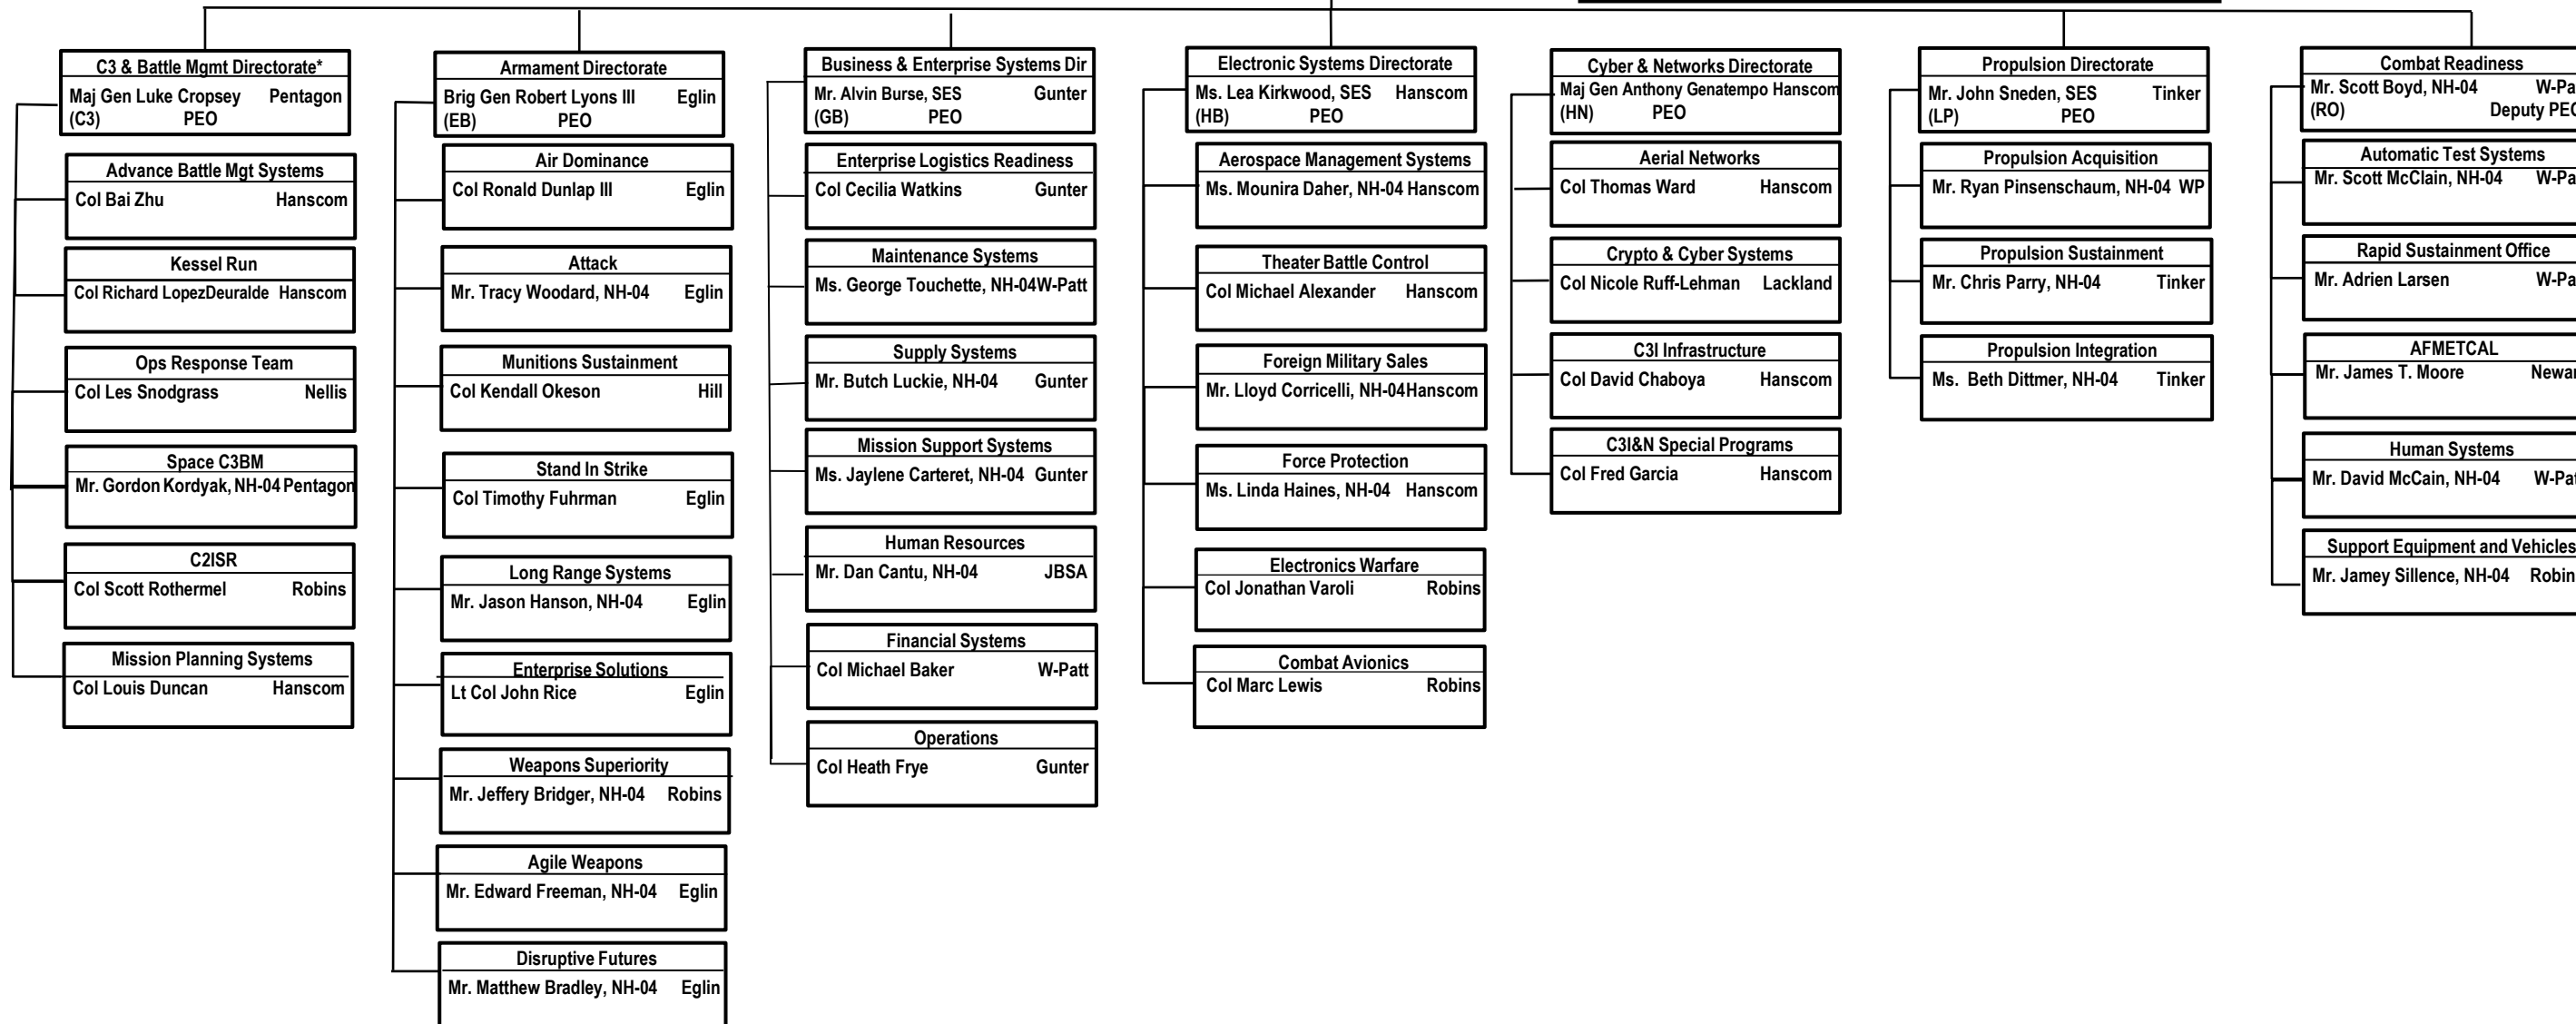 C3 & Battle Mgmt Directorate*
Maj Gen Luke Cropsey Pentagon
(C3) PEO
Advance Battle Mgt Systems
Col Bai Zhu Hanscom
Kessel Run
Col Richard LopezDeuralde Hanscom
Ops Response Team
Col Les Snodgrass Nellis
Space C3BM
Mr. Gordon Kordyak, NH-04 Pentagon
C2ISR
Col Scott Rothermel Robins
Mission Planning Systems
Col Louis Duncan Hanscom
Armament Directorate
Brig Gen Robert Lyons III Eglin
(EB) PEO
Air Dominance
Col Ronald Dunlap III Eglin
Attack
Mr. Tracy Woodard, NH-04 Eglin
Munitions Sustainment
Col Kendall Okeson Hill
Stand In Strike
Col Timothy Fuhrman Eglin
Long Range Systems
Mr. Jason Hanson, NH-04 Eglin
Enterprise Solutions
Lt Col John Rice Eglin
Weapons Superiority
Mr. Jeffery Bridger, NH-04 Robins
Agile Weapons
Mr. Edward Freeman, NH-04 Eglin
Disruptive Futures
Mr. Matthew Bradley, NH-04 Eglin
Business & Enterprise Systems Dir
Mr. Alvin Burse, SES Gunter
(GB) PEO
Enterprise Logistics Readiness
Col Cecilia Watkins Gunter
Maintenance Systems
Ms. George Touchette, NH-04W-Patt
Supply Systems
Mr. Butch Luckie, NH-04 Gunter
Mission Support Systems
Ms. Jaylene Carteret, NH-04 Gunter
Human Resources
Mr. Dan Cantu, NH-04 JBSA
Financial Systems
Col Michael Baker W-Patt
Operations
Col Heath Frye Gunter
Electronic Systems Directorate
Ms. Lea Kirkwood, SES Hanscom
(HB) PEO
Aerospace Management Systems
Ms. Mounira Daher, NH-04 Hanscom
Theater Battle Control
Col Michael Alexander Hanscom
Foreign Military Sales
Mr. Lloyd Corricelli, NH-04Hanscom
Force Protection
Ms. Linda Haines, NH-04 Hanscom
Electronics Warfare
Col Jonathan Varoli Robins
Combat Avionics
Col Marc Lewis Robins
Cyber & Networks Directorate
Maj Gen Anthony Genatempo Hanscom
(HN) PEO
Aerial Networks
Col Thomas Ward Hanscom
Crypto & Cyber Systems
Col Nicole Ruff-Lehman Lackland
C3I Infrastructure
Col David Chaboya Hanscom
C3I&N Special Programs
Col Fred Garcia Hanscom
Propulsion Directorate
Mr. John Sneden, SES Tinker
(LP) PEO
Propulsion Acquisition
Mr. Ryan Pinsenschaum, NH-04 WP
Propulsion Sustainment
Mr. Chris Parry, NH-04 Tinker
Propulsion Integration
Ms. Beth Dittmer, NH-04 Tinker
Combat Readiness
Mr. Scott Boyd, NH-04
(RO) Deputy
Automatic Test Systems
Mr. Scott McClain, NH-04
Rapid Sustainment Office
Mr. Adrien Larsen
AFMETCAL
Mr. James T. Moore
Human Systems
Mr. David McCain, NH-04
Support Equipment and Vehicles
Mr. Jamey Sillence, NH-04